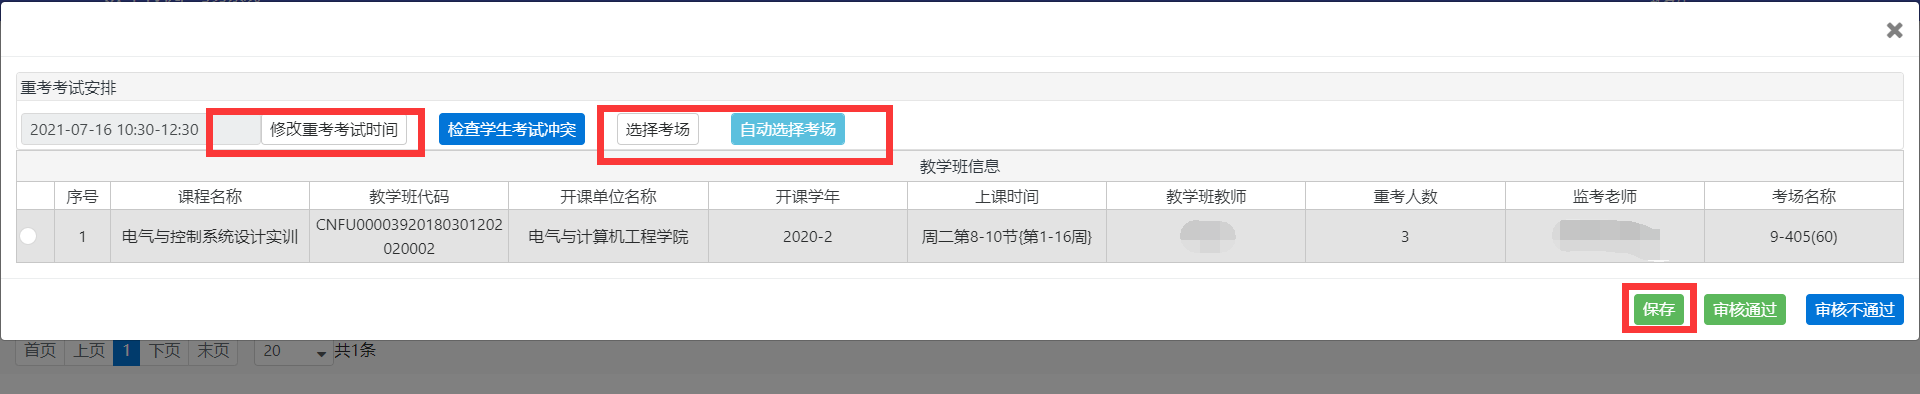 重考考试安排
2021-07-16 10:30-12:30 修改重考考试时间 检查学生考试冲突 选择考场 自动选择考场
教学班信息
序号 课程名称 教学班代码 开课单位名称 开课学年 上课时间 教学班教师 重考人数 监考老师 考场名称
1 电气与控制系统设计实训 CNFU00003920180301202 电气与计算机工程学院 2020-2 周二第8-10节{第1-16周} 3 9-405(60)
020002
保存 审核通过 审核不通过
首页 上页 1 下页 末页 20 共1条